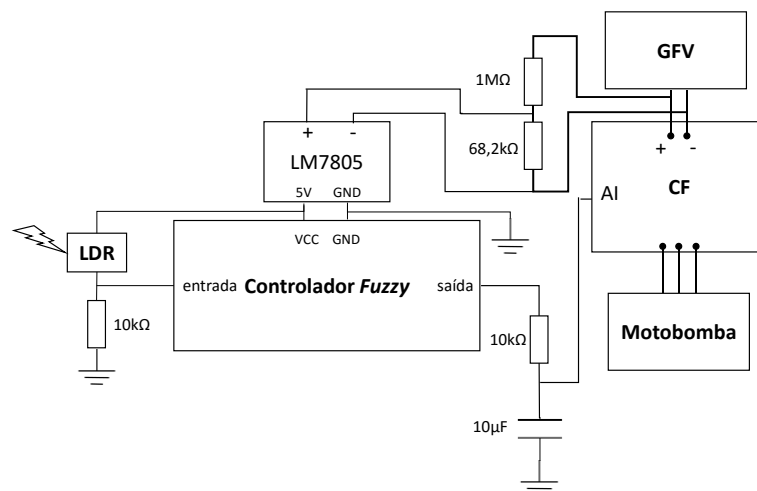 GFV
1MΩ
+ -
LM7805
5V GND
68,2kΩ
+ -
CF
AI
LDR
VCC GND
entrada Controlador Fuzzy saída
10kΩ
10kΩ
Motobomba
10µF